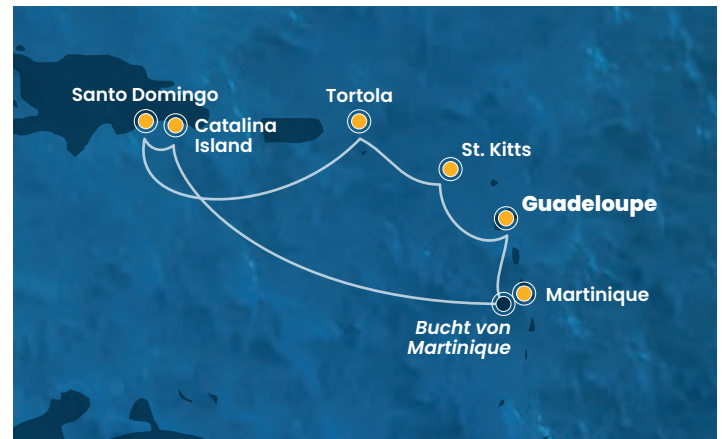 Santo Domingo
Catalina
Island
Tortola
St. Kitts
Guadeloupe
Martinique
Bucht von
Martinique